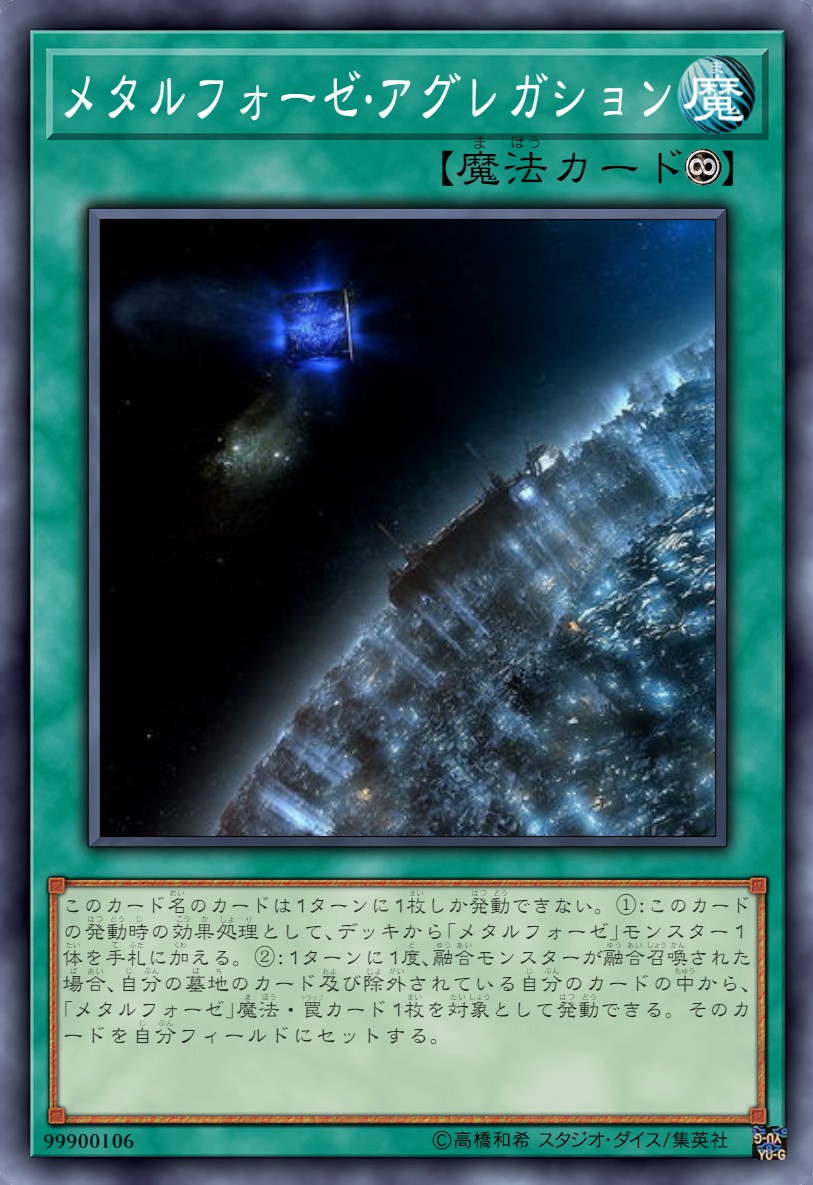 メタルフォーゼ・アグレガション魔
【魔法カード∞】
このカード名のカードは1ターンに1枚しか発動できない。①:このカード
の発動時の効果処理として、デッキから「メタルフォーゼ」モンスター1
体を手札に加える。②:1ターンに1度、融合モンスターが融合召喚された
場合、自分の墓地のカード及び除外されている自分のカードの中から、
「メタルフォーゼ」魔法・罠カード1枚を対象として発動できる。そのカ
ードを自分フィールドにセットする。
99900106
©高橋和希 スタジオ・ダイス/集英社